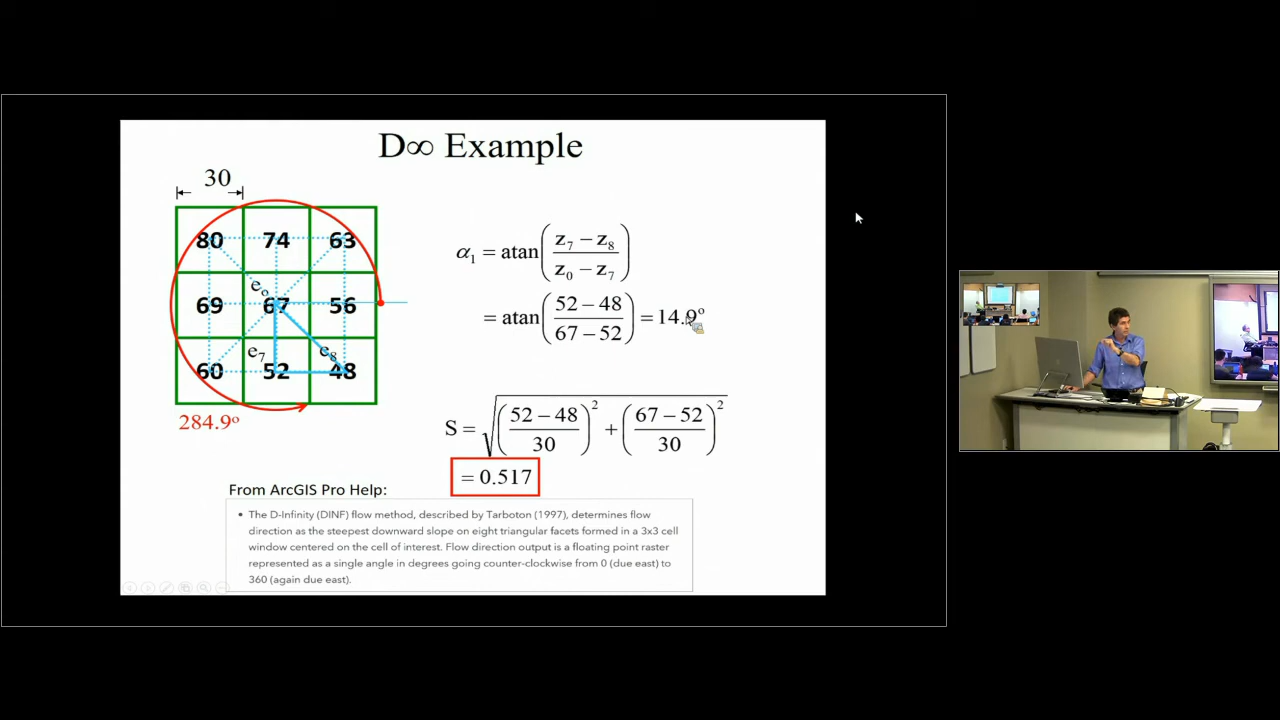 D∞ Example
30
80 74 63
69 67 56
60 52 48
e₇ e₈
284.9º
α₁ = atan( (z₇ − z₈) / (z₀ − z₇) )
= atan( (52 − 48) / (67 − 52) ) = 14.9º
S = √( ((52 − 48) / 30)² + ((67 − 52) / 30)² )
= 0.517
From ArcGIS Pro Help:
• The D-Infinity (DINF) flow method, described by Tarboton (1997), determines flow
direction as the steepest downward slope on eight triangular facets formed in a 3x3 cell
window centered on the cell of interest. Flow direction output is a floating point raster
represented as a single angle in degrees going counter-clockwise from 0 (due east) to
360 (again due east).